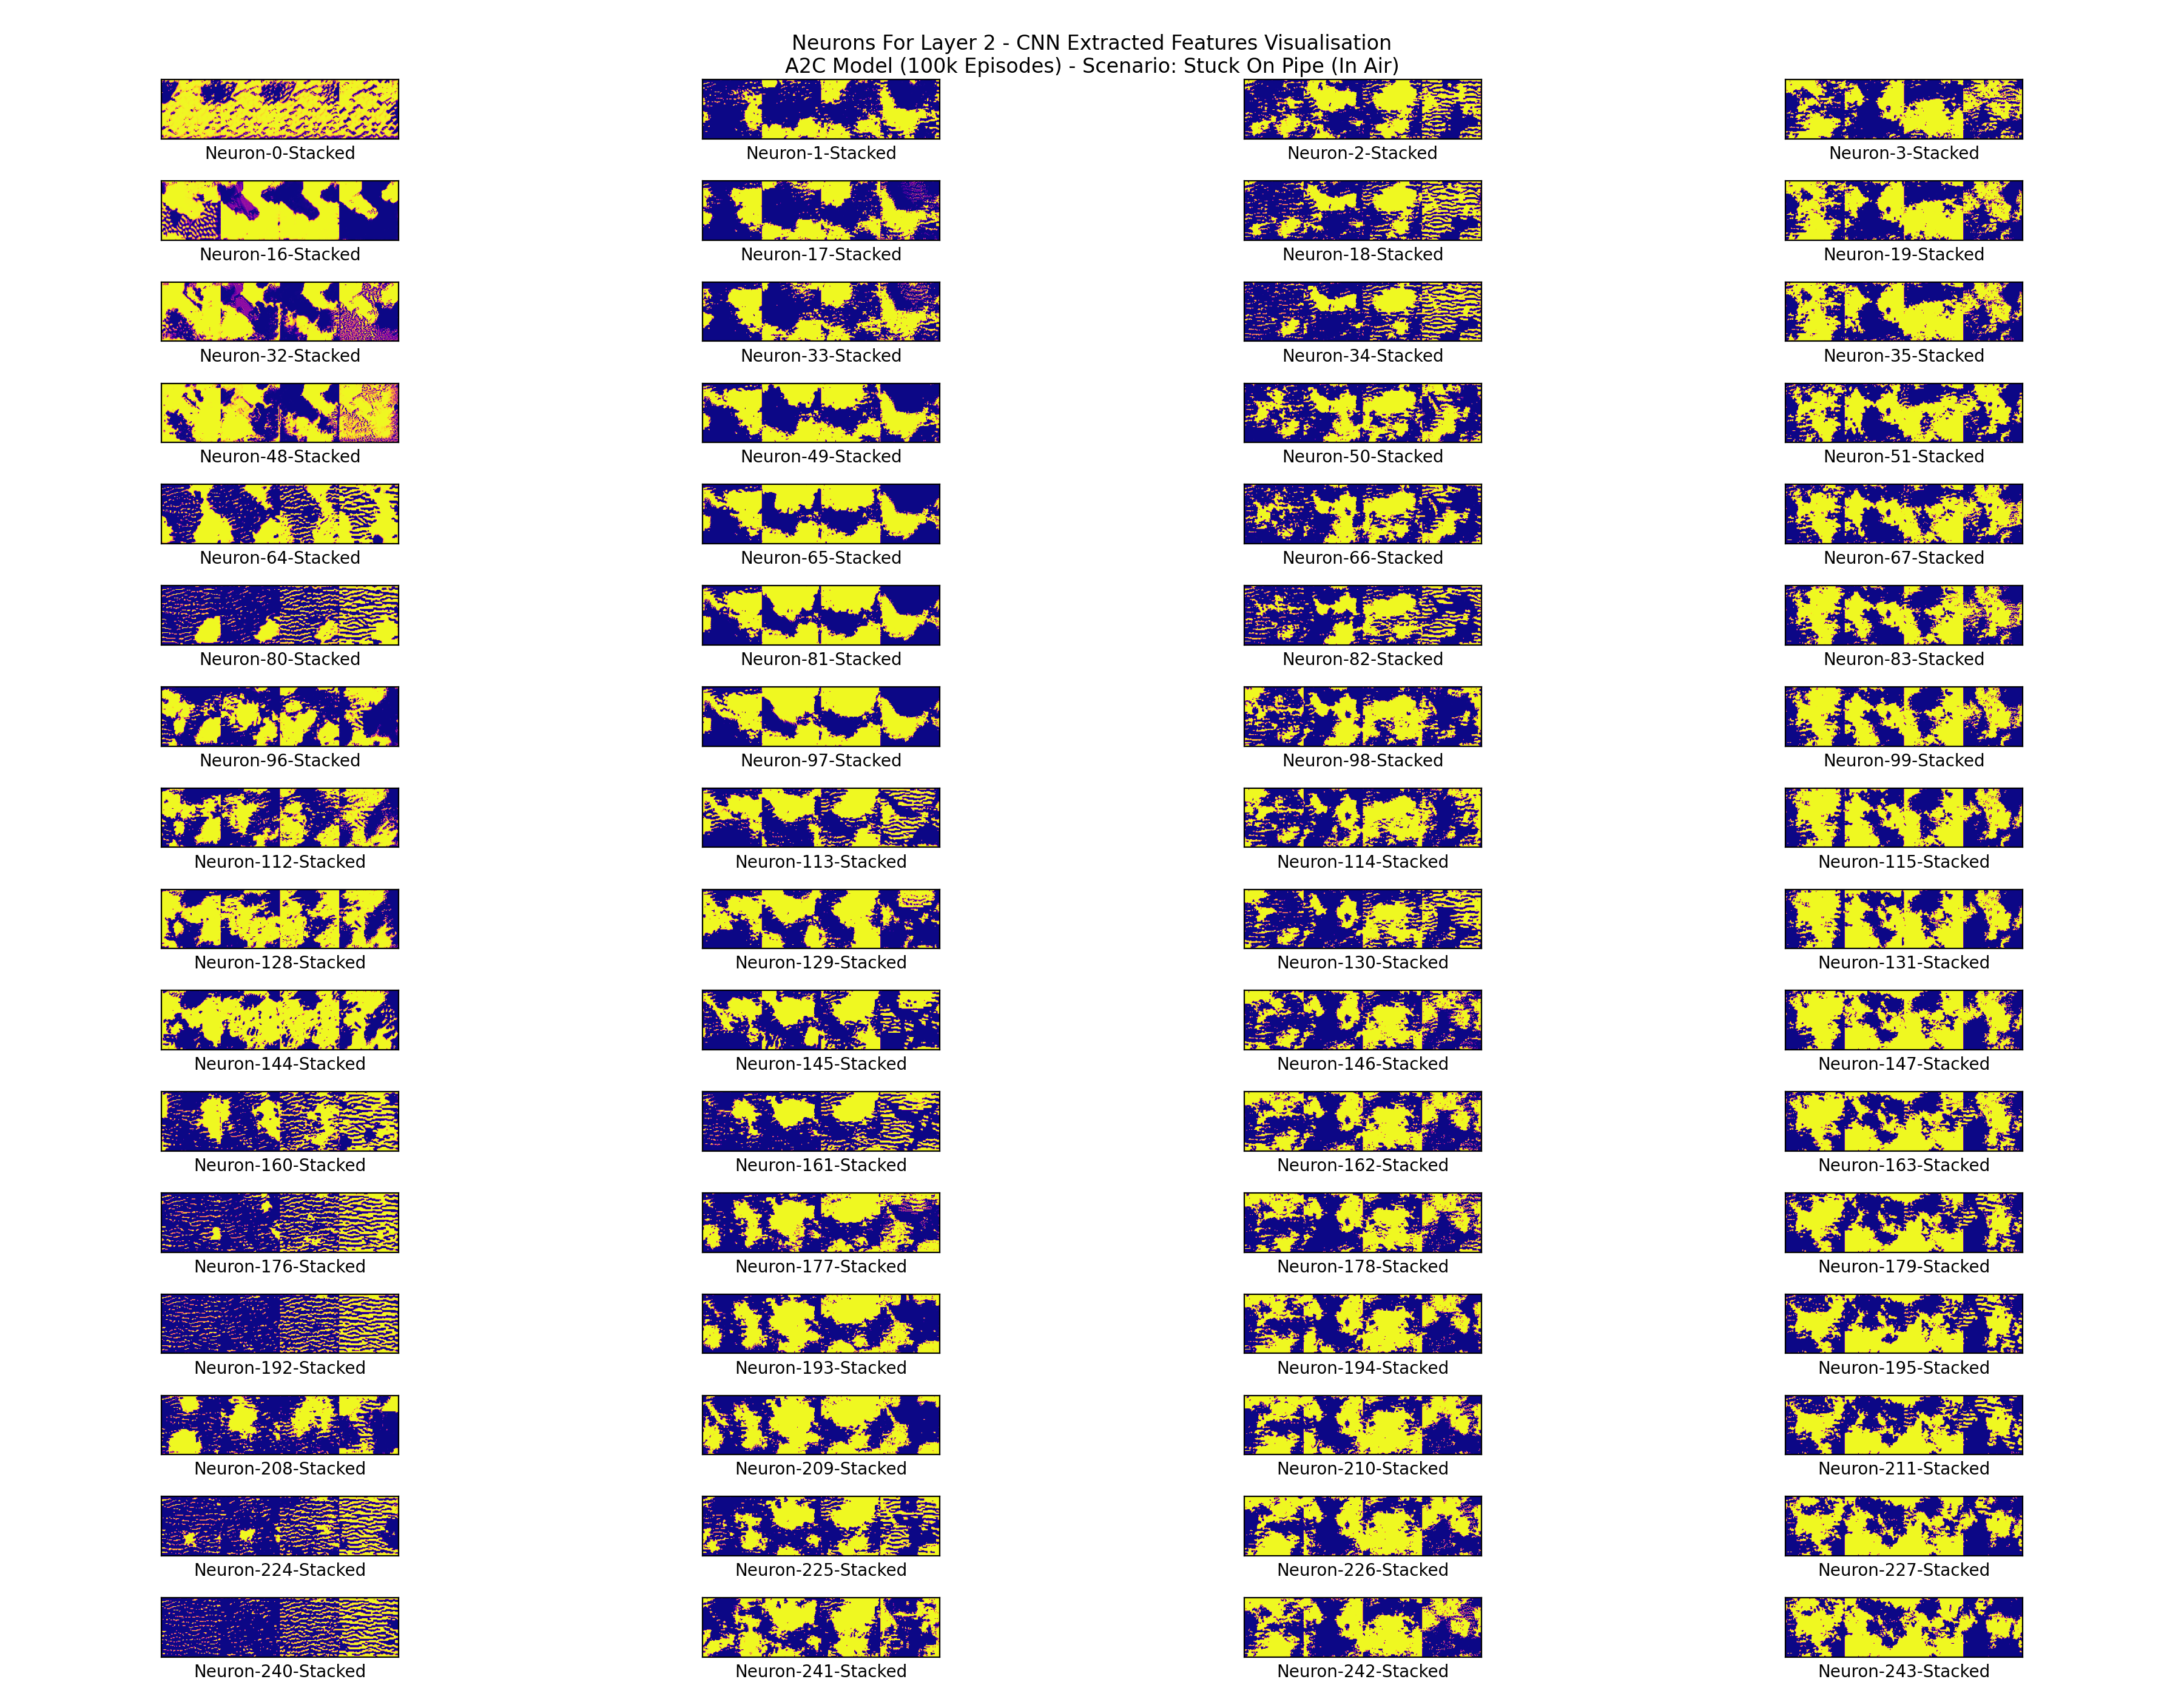 Neurons For Layer 2 - CNN Extracted Features Visualisation
A2C Model (100k Episodes) - Scenario: Stuck On Pipe (In Air)
Neuron-0-Stacked Neuron-1-Stacked Neuron-2-Stacked Neuron-3-Stacked
Neuron-16-Stacked Neuron-17-Stacked Neuron-18-Stacked Neuron-19-Stacked
Neuron-32-Stacked Neuron-33-Stacked Neuron-34-Stacked Neuron-35-Stacked
Neuron-48-Stacked Neuron-49-Stacked Neuron-50-Stacked Neuron-51-Stacked
Neuron-64-Stacked Neuron-65-Stacked Neuron-66-Stacked Neuron-67-Stacked
Neuron-80-Stacked Neuron-81-Stacked Neuron-82-Stacked Neuron-83-Stacked
Neuron-96-Stacked Neuron-97-Stacked Neuron-98-Stacked Neuron-99-Stacked
Neuron-112-Stacked Neuron-113-Stacked Neuron-114-Stacked Neuron-115-Stacked
Neuron-128-Stacked Neuron-129-Stacked Neuron-130-Stacked Neuron-131-Stacked
Neuron-144-Stacked Neuron-145-Stacked Neuron-146-Stacked Neuron-147-Stacked
Neuron-160-Stacked Neuron-161-Stacked Neuron-162-Stacked Neuron-163-Stacked
Neuron-176-Stacked Neuron-177-Stacked Neuron-178-Stacked Neuron-179-Stacked
Neuron-192-Stacked Neuron-193-Stacked Neuron-194-Stacked Neuron-195-Stacked
Neuron-208-Stacked Neuron-209-Stacked Neuron-210-Stacked Neuron-211-Stacked
Neuron-224-Stacked Neuron-225-Stacked Neuron-226-Stacked Neuron-227-Stacked
Neuron-240-Stacked Neuron-241-Stacked Neuron-242-Stacked Neuron-243-Stacked